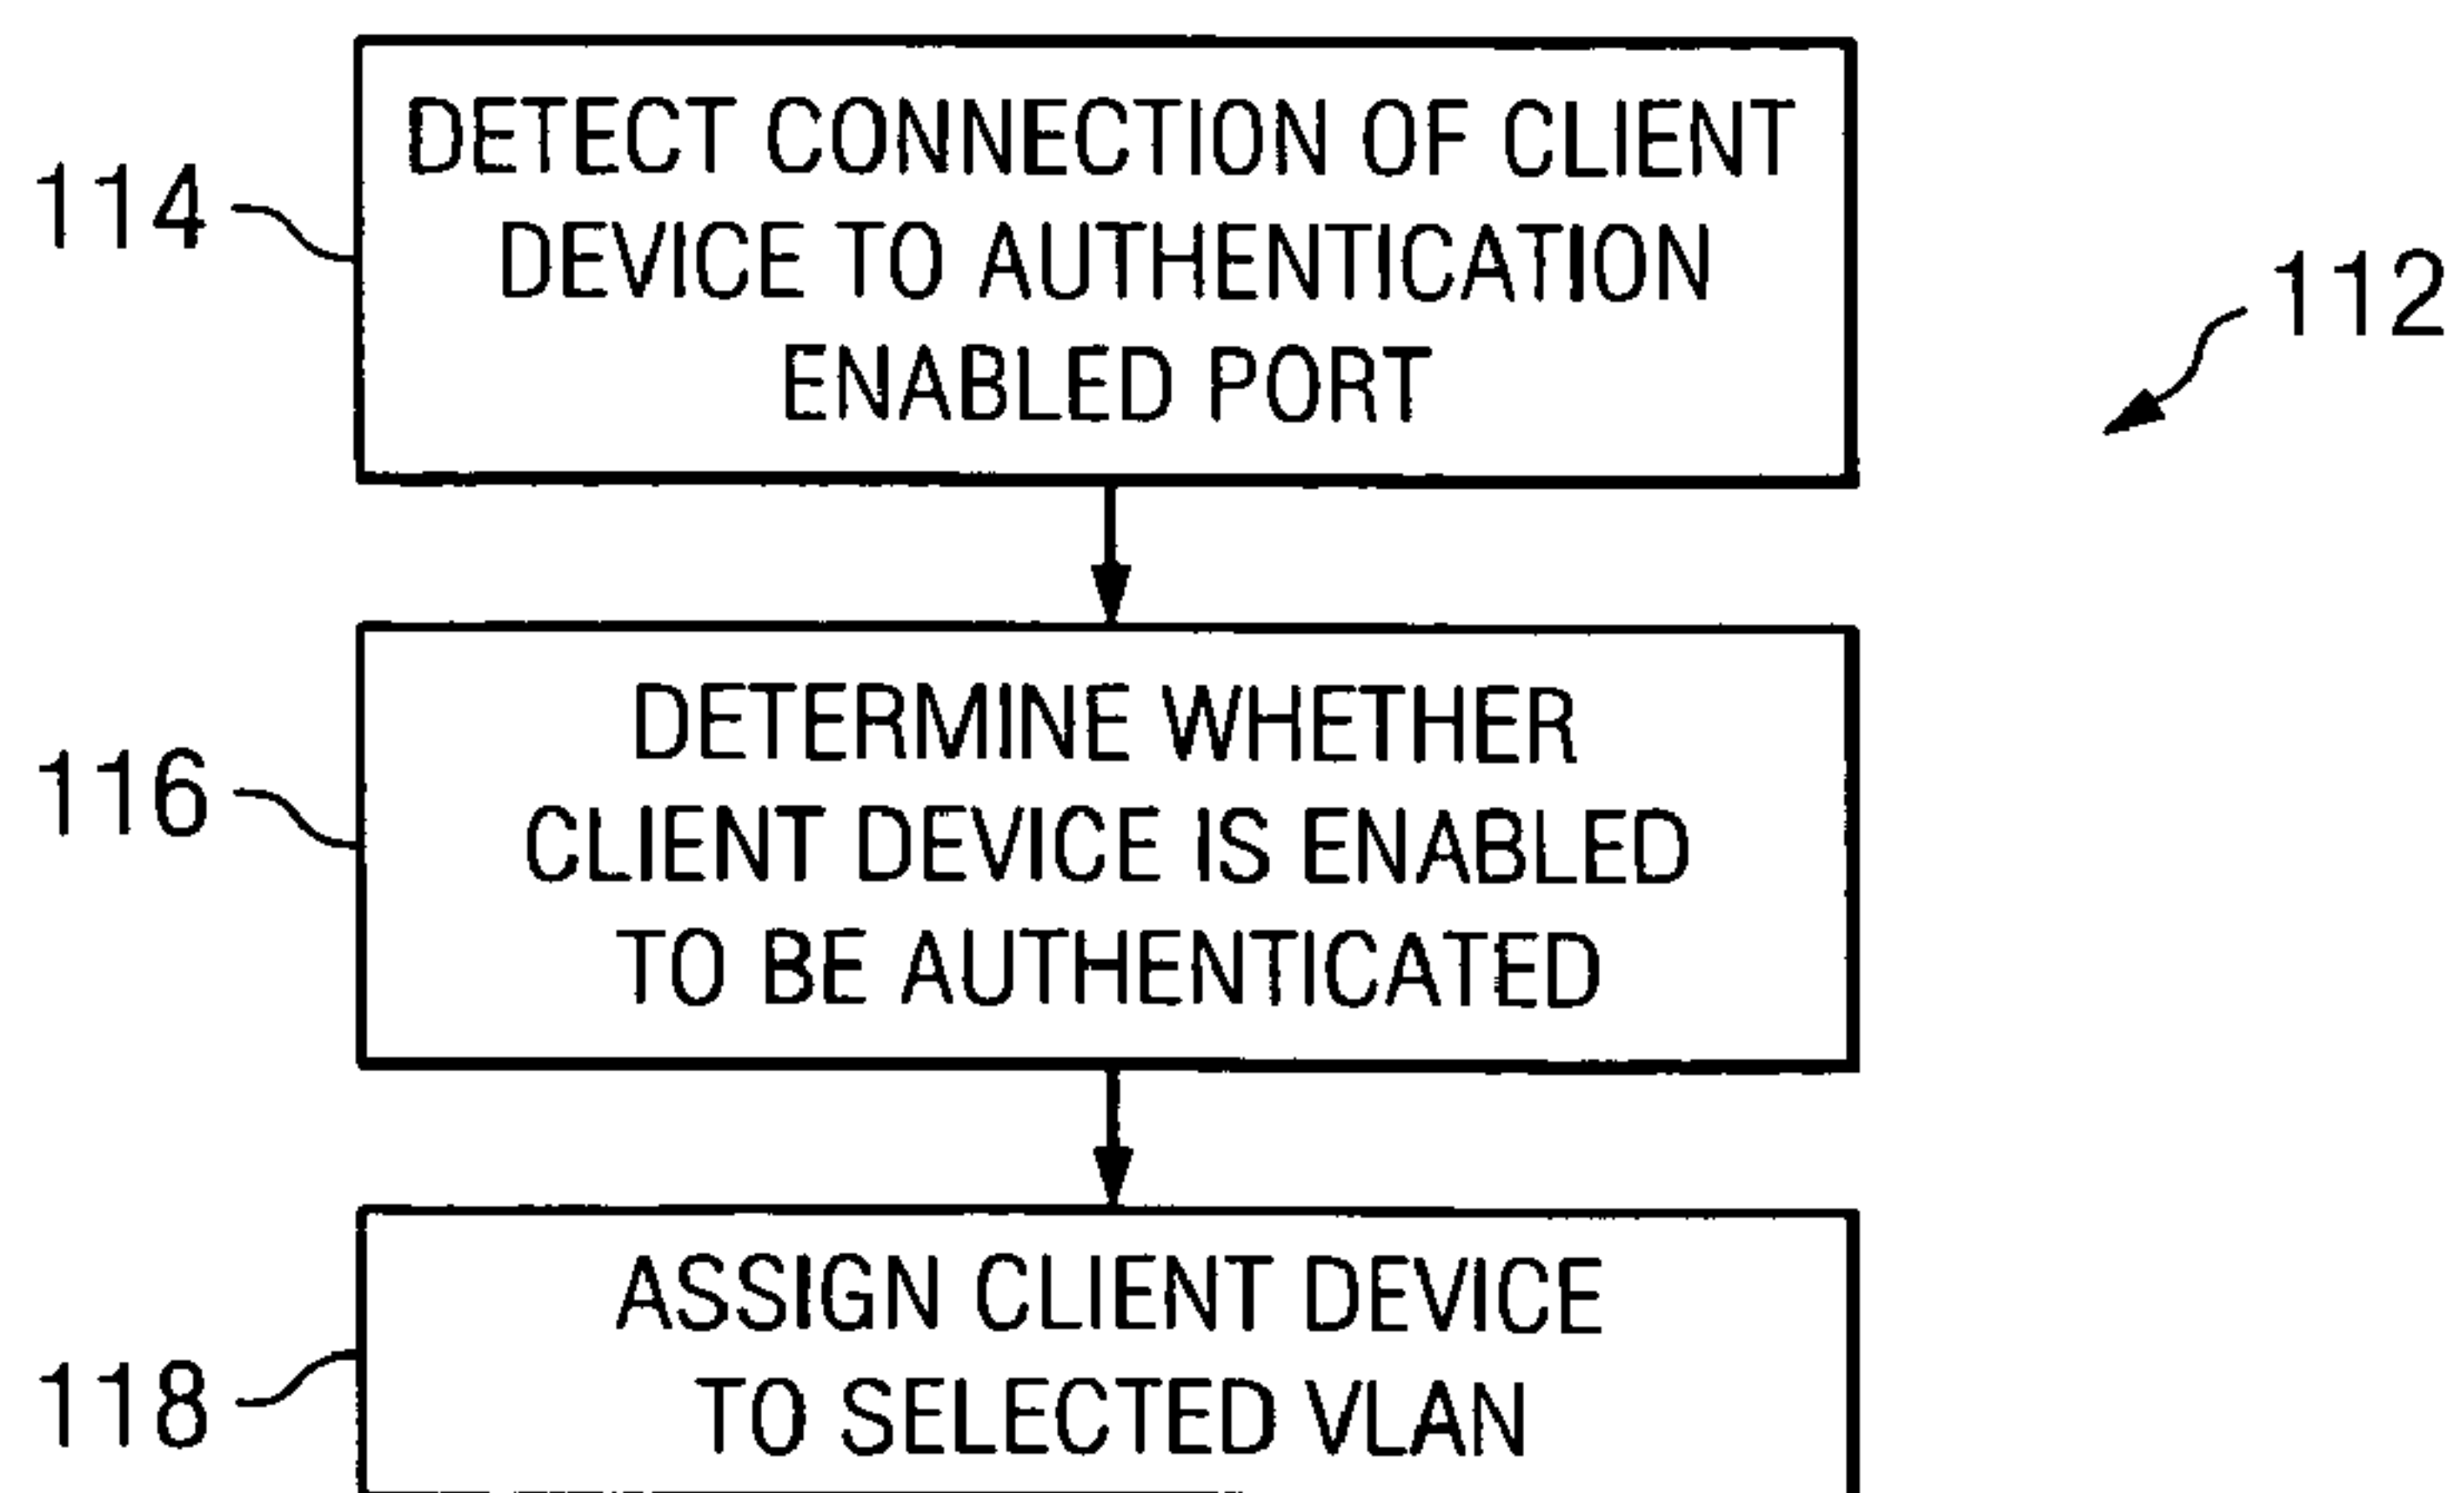 DETECT CONNECTION OF CLIENT
DEVICE TO AUTHENTICATION
ENABLED PORT
114
112
DETERMINE WHETHER
CLIENT DEVICE IS ENABLED
TO BE AUTHENTICATED
116
ASSIGN CLIENT DEVICE
TO SELECTED VLAN
118